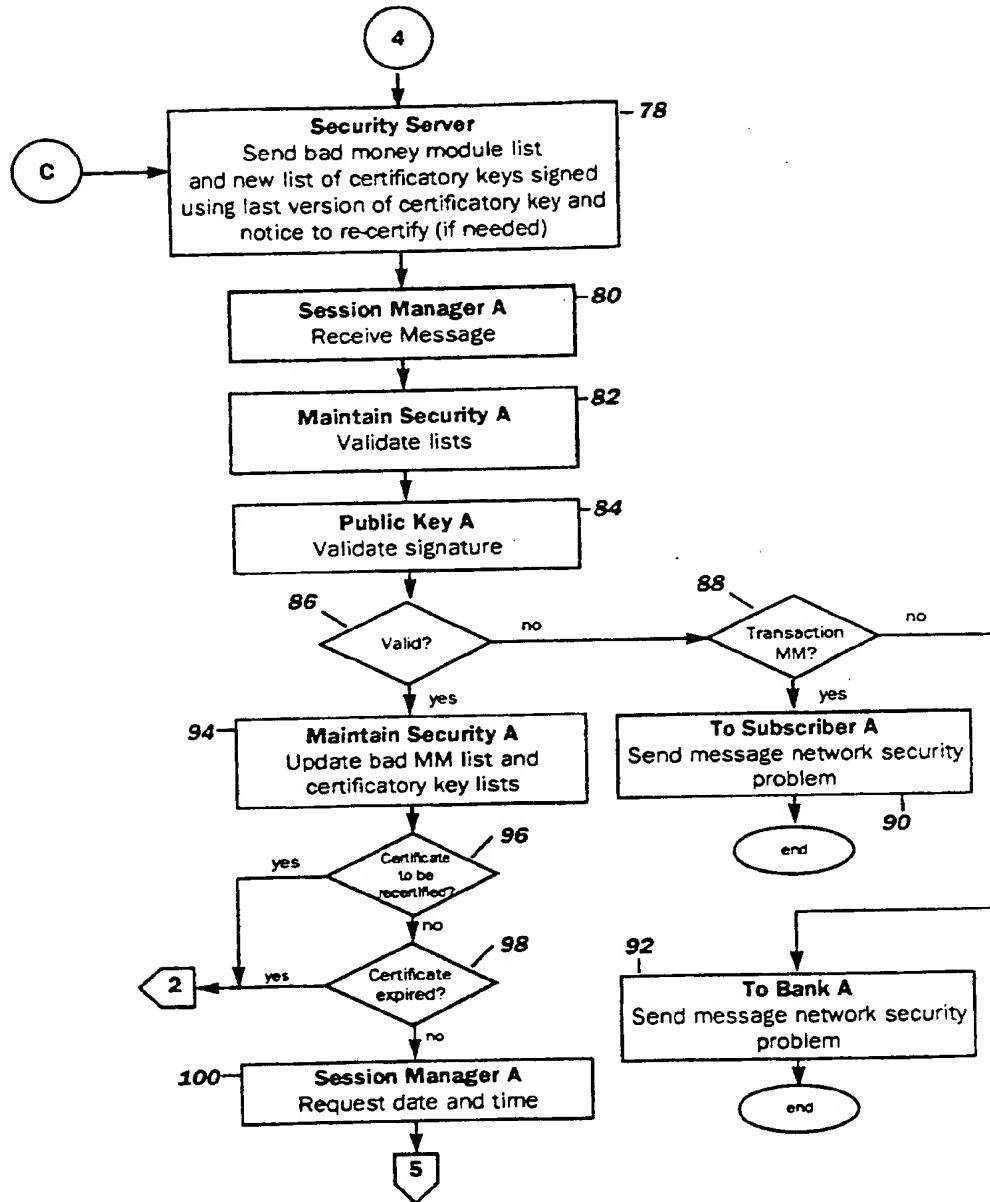 4
78
C
Security Server
Send bad money module list
and new list of certificatory keys signed
using last version of certificatory key and
notice to re-certify (if needed)
80
Session Manager A
Receive Message
82
Maintain Security A
Validate lists
84
Public Key A
Validate signature
86
Valid?
no
88
Transaction
MM?
no
yes
yes
94
Maintain Security A
Update bad MM list and
certificatory key lists
To Subscriber A
Send message network security
problem
90
end
96
yes
Certificate
to be
recertified?
no
98
2
yes
Certificate
expired?
no
92
To Bank A
Send message network security
problem
100
Session Manager A
Request date and time
end
5